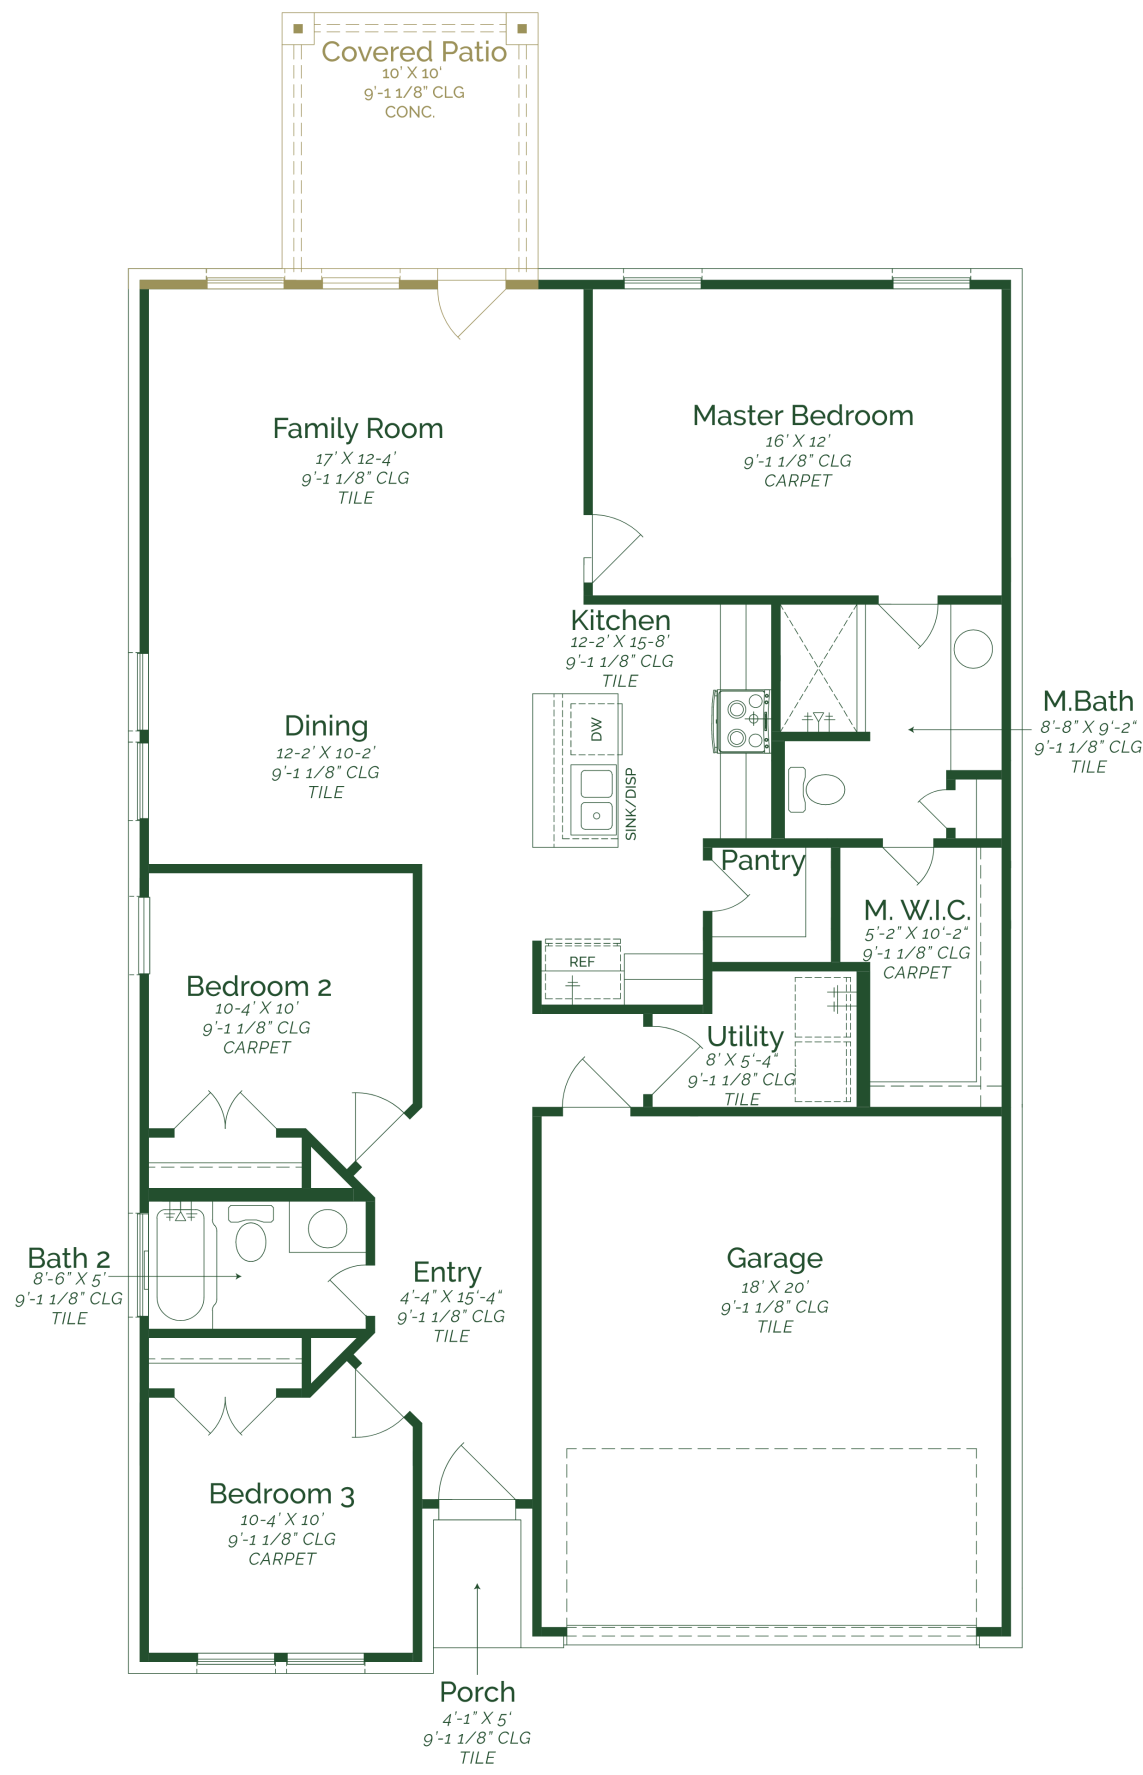 Covered Patio
10' X 10'
9'-1 1/8" CLG
CONC.
Family Room
17' X 12-4'
9'-1 1/8" CLG
TILE
Master Bedroom
16' X 12'
9'-1 1/8" CLG
CARPET
Kitchen
12-2' X 15-8'
9'-1 1/8" CLG
TILE
DW
SINK/DISP
Dining
12-2' X 10-2'
9'-1 1/8" CLG
TILE
M.Bath
8'-8" X 9'-2"
9'-1 1/8" CLG
TILE
Pantry
M. W.I.C.
5'-2" X 10'-2"
9'-1 1/8" CLG
CARPET
REF
Bedroom 2
10-4' X 10'
9'-1 1/8" CLG
CARPET
Utility
8' X 5'-4"
9'-1 1/8" CLG
TILE
Bath 2
8'-6" X 5'
9'-1 1/8" CLG
TILE
Entry
4'-4" X 15'-4"
9'-1 1/8" CLG
TILE
Garage
18' X 20'
9'-1 1/8" CLG
TILE
Bedroom 3
10-4' X 10'
9'-1 1/8" CLG
CARPET
Porch
4'-1" X 5'
9'-1 1/8" CLG
TILE